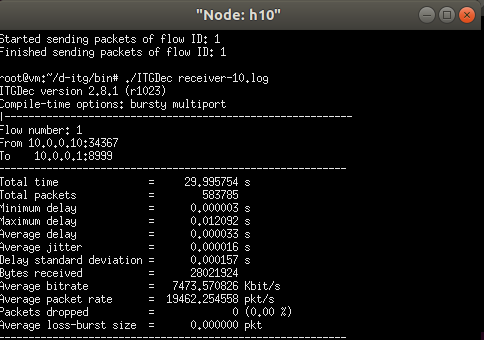 "Node: h10"
Started sending packets of flow ID: 1
Finished sending packets of flow ID: 1
root@vm:~/d-itg/bin# ./ITGDec receiver-10.log
ITGDec version 2.8.1 (r1023)
Compile-time options: bursty multiport
|----------------------------------------------------------
Flow number: 1
From 10.0.0.10:34367
To    10.0.0.1:8999
----------------------------------------------------------
Total time               =     29.995754 s
Total packets            =        583785
Minimum delay            =      0.000003 s
Maximum delay            =      0.012092 s
Average delay            =      0.000033 s
Average jitter           =      0.000016 s
Delay standard deviation =      0.000157 s
Bytes received           =      28021924
Average bitrate          =   7473.570826 Kbit/s
Average packet rate      =  19462.254558 pkt/s
Packets dropped          =             0 (0.00 %)
Average loss-burst size  =      0.000000 pkt
----------------------------------------------------------